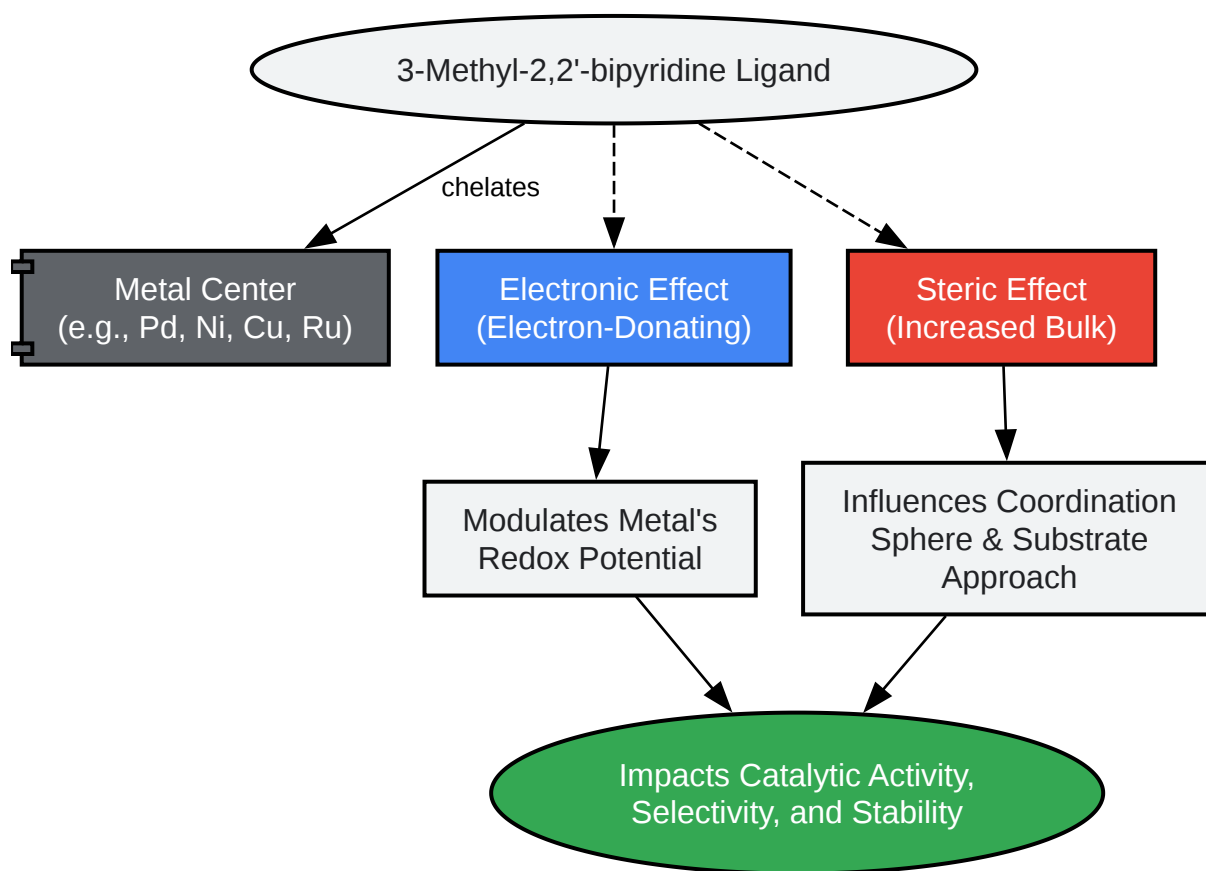 3-Methyl-2,2'-bipyridine Ligand
chelates
Metal Center
(e.g., Pd, Ni, Cu, Ru)
Electronic Effect
(Electron-Donating)
Steric Effect
(Increased Bulk)
Modulates Metal's
Redox Potential
Influences Coordination
Sphere & Substrate
Approach
Impacts Catalytic Activity,
Selectivity, and Stability